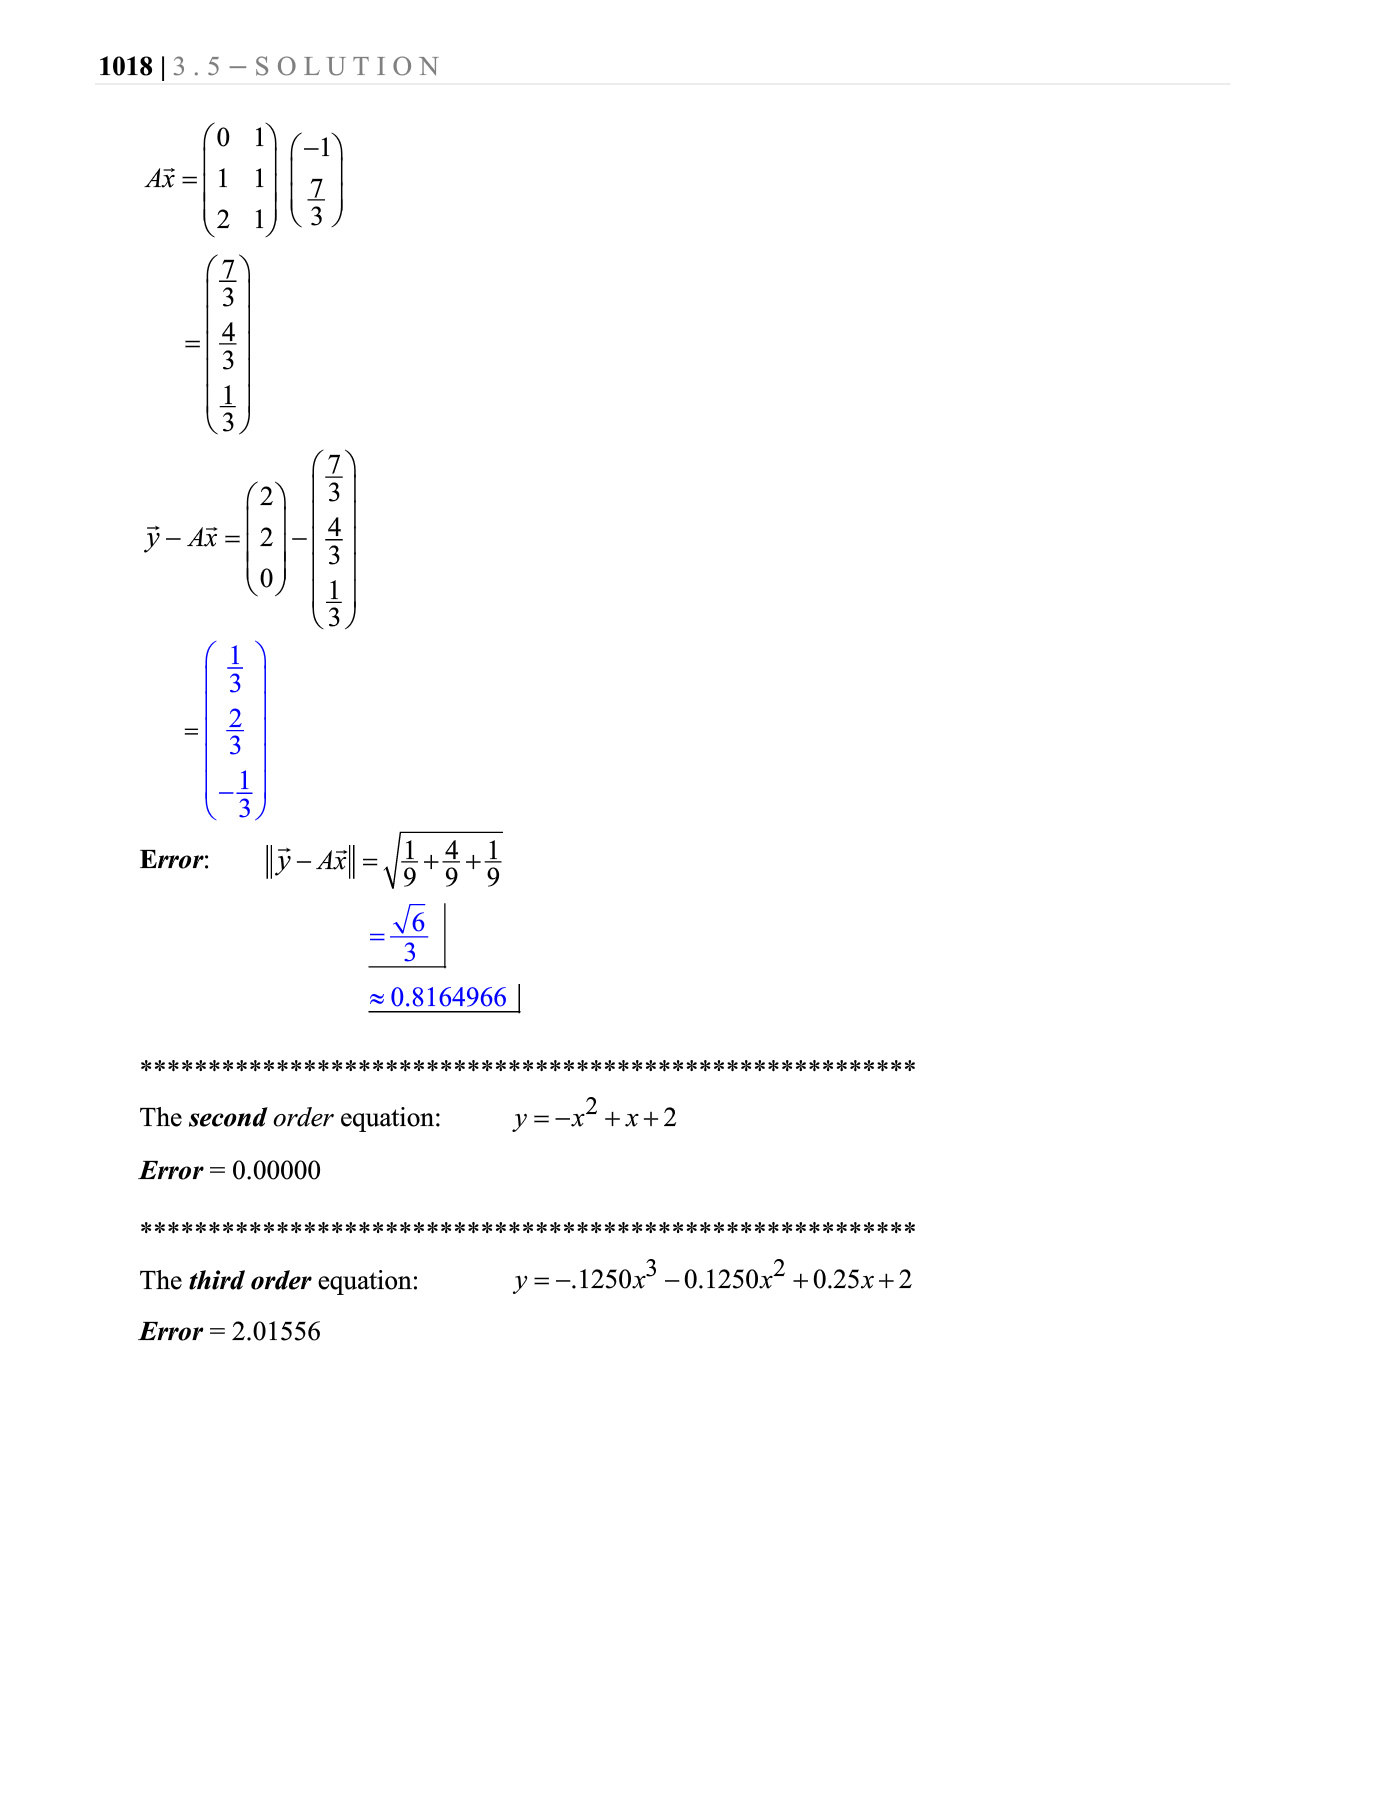 1018 | 3.5 – SOLUTION
$A\vec{x} = \begin{pmatrix} 0 & 1 \\ 1 & 1 \\ 2 & 1 \end{pmatrix} \begin{pmatrix} -1 \\ \frac{7}{3} \end{pmatrix}$
$= \begin{pmatrix} \frac{7}{3} \\ \frac{4}{3} \\ \frac{1}{3} \end{pmatrix}$
$\vec{y} - A\vec{x} = \begin{pmatrix} 2 \\ 2 \\ 0 \end{pmatrix} - \begin{pmatrix} \frac{7}{3} \\ \frac{4}{3} \\ \frac{1}{3} \end{pmatrix}$
$= \begin{pmatrix} \frac{1}{3} \\ \frac{2}{3} \\ -\frac{1}{3} \end{pmatrix}$
Error: $\left\| \vec{y} - A\vec{x} \right\| = \sqrt{\frac{1}{9} + \frac{4}{9} + \frac{1}{9}}$
$= \frac{\sqrt{6}}{3}$
≈ 0.8164966
*********************************************************
The second order equation: $y = -x^2 + x + 2$
Error = 0.00000
*********************************************************
The third order equation: $y = -.1250x^3 - 0.1250x^2 + 0.25x + 2$
Error = 2.01556